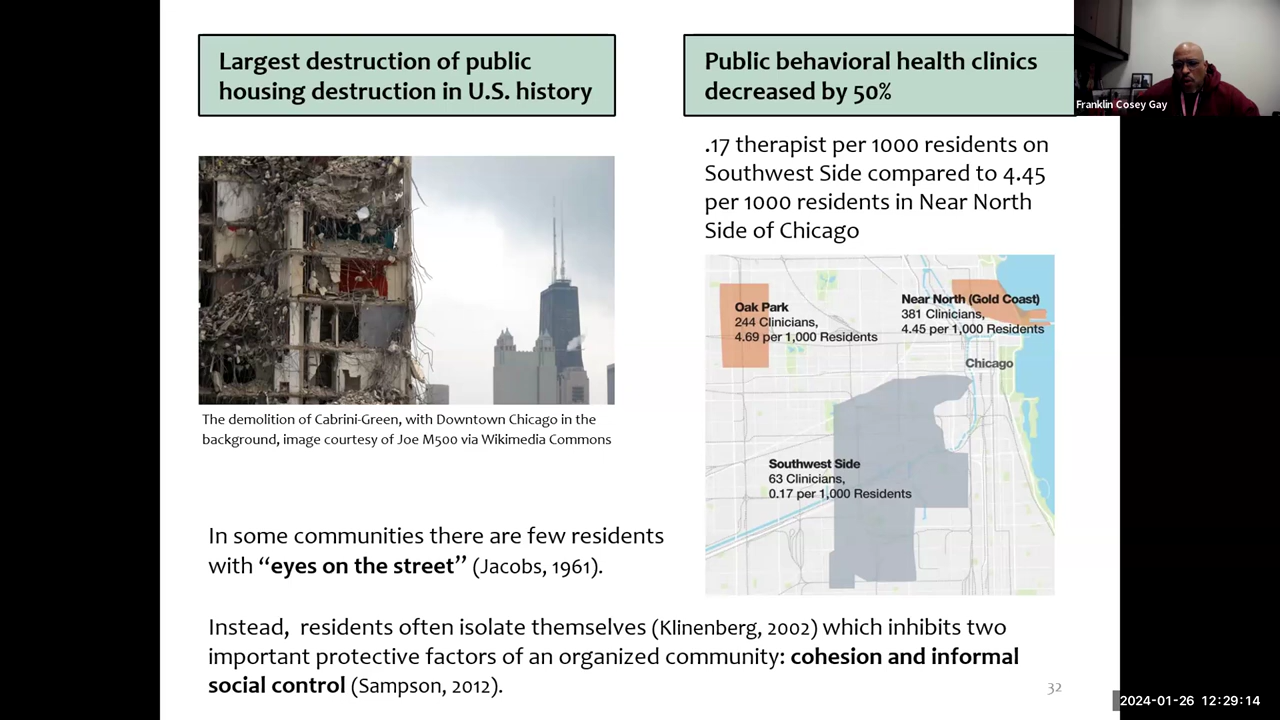 Largest destruction of public
housing destruction in U.S. history
Public behavioral health clinics
decreased by 50%
Franklin Cosey Gay
.17 therapist per 1000 residents on
Southwest Side compared to 4.45
per 1000 residents in Near North
Side of Chicago
Oak Park
244 Clinicians,
4.69 per 1,000 Residents
Near North (Gold Coast)
381 Clinicians,
4.45 per 1,000 Residents
Chicago
Southwest Side
63 Clinicians,
0.17 per 1,000 Residents
The demolition of Cabrini-Green, with Downtown Chicago in the
background, image courtesy of Joe M500 via Wikimedia Commons
In some communities there are few residents
with “eyes on the street” (Jacobs, 1961).
Instead, residents often isolate themselves (Klinenberg, 2002) which inhibits two
important protective factors of an organized community: cohesion and informal
social control (Sampson, 2012).
32
2024-01-26 12:29:14